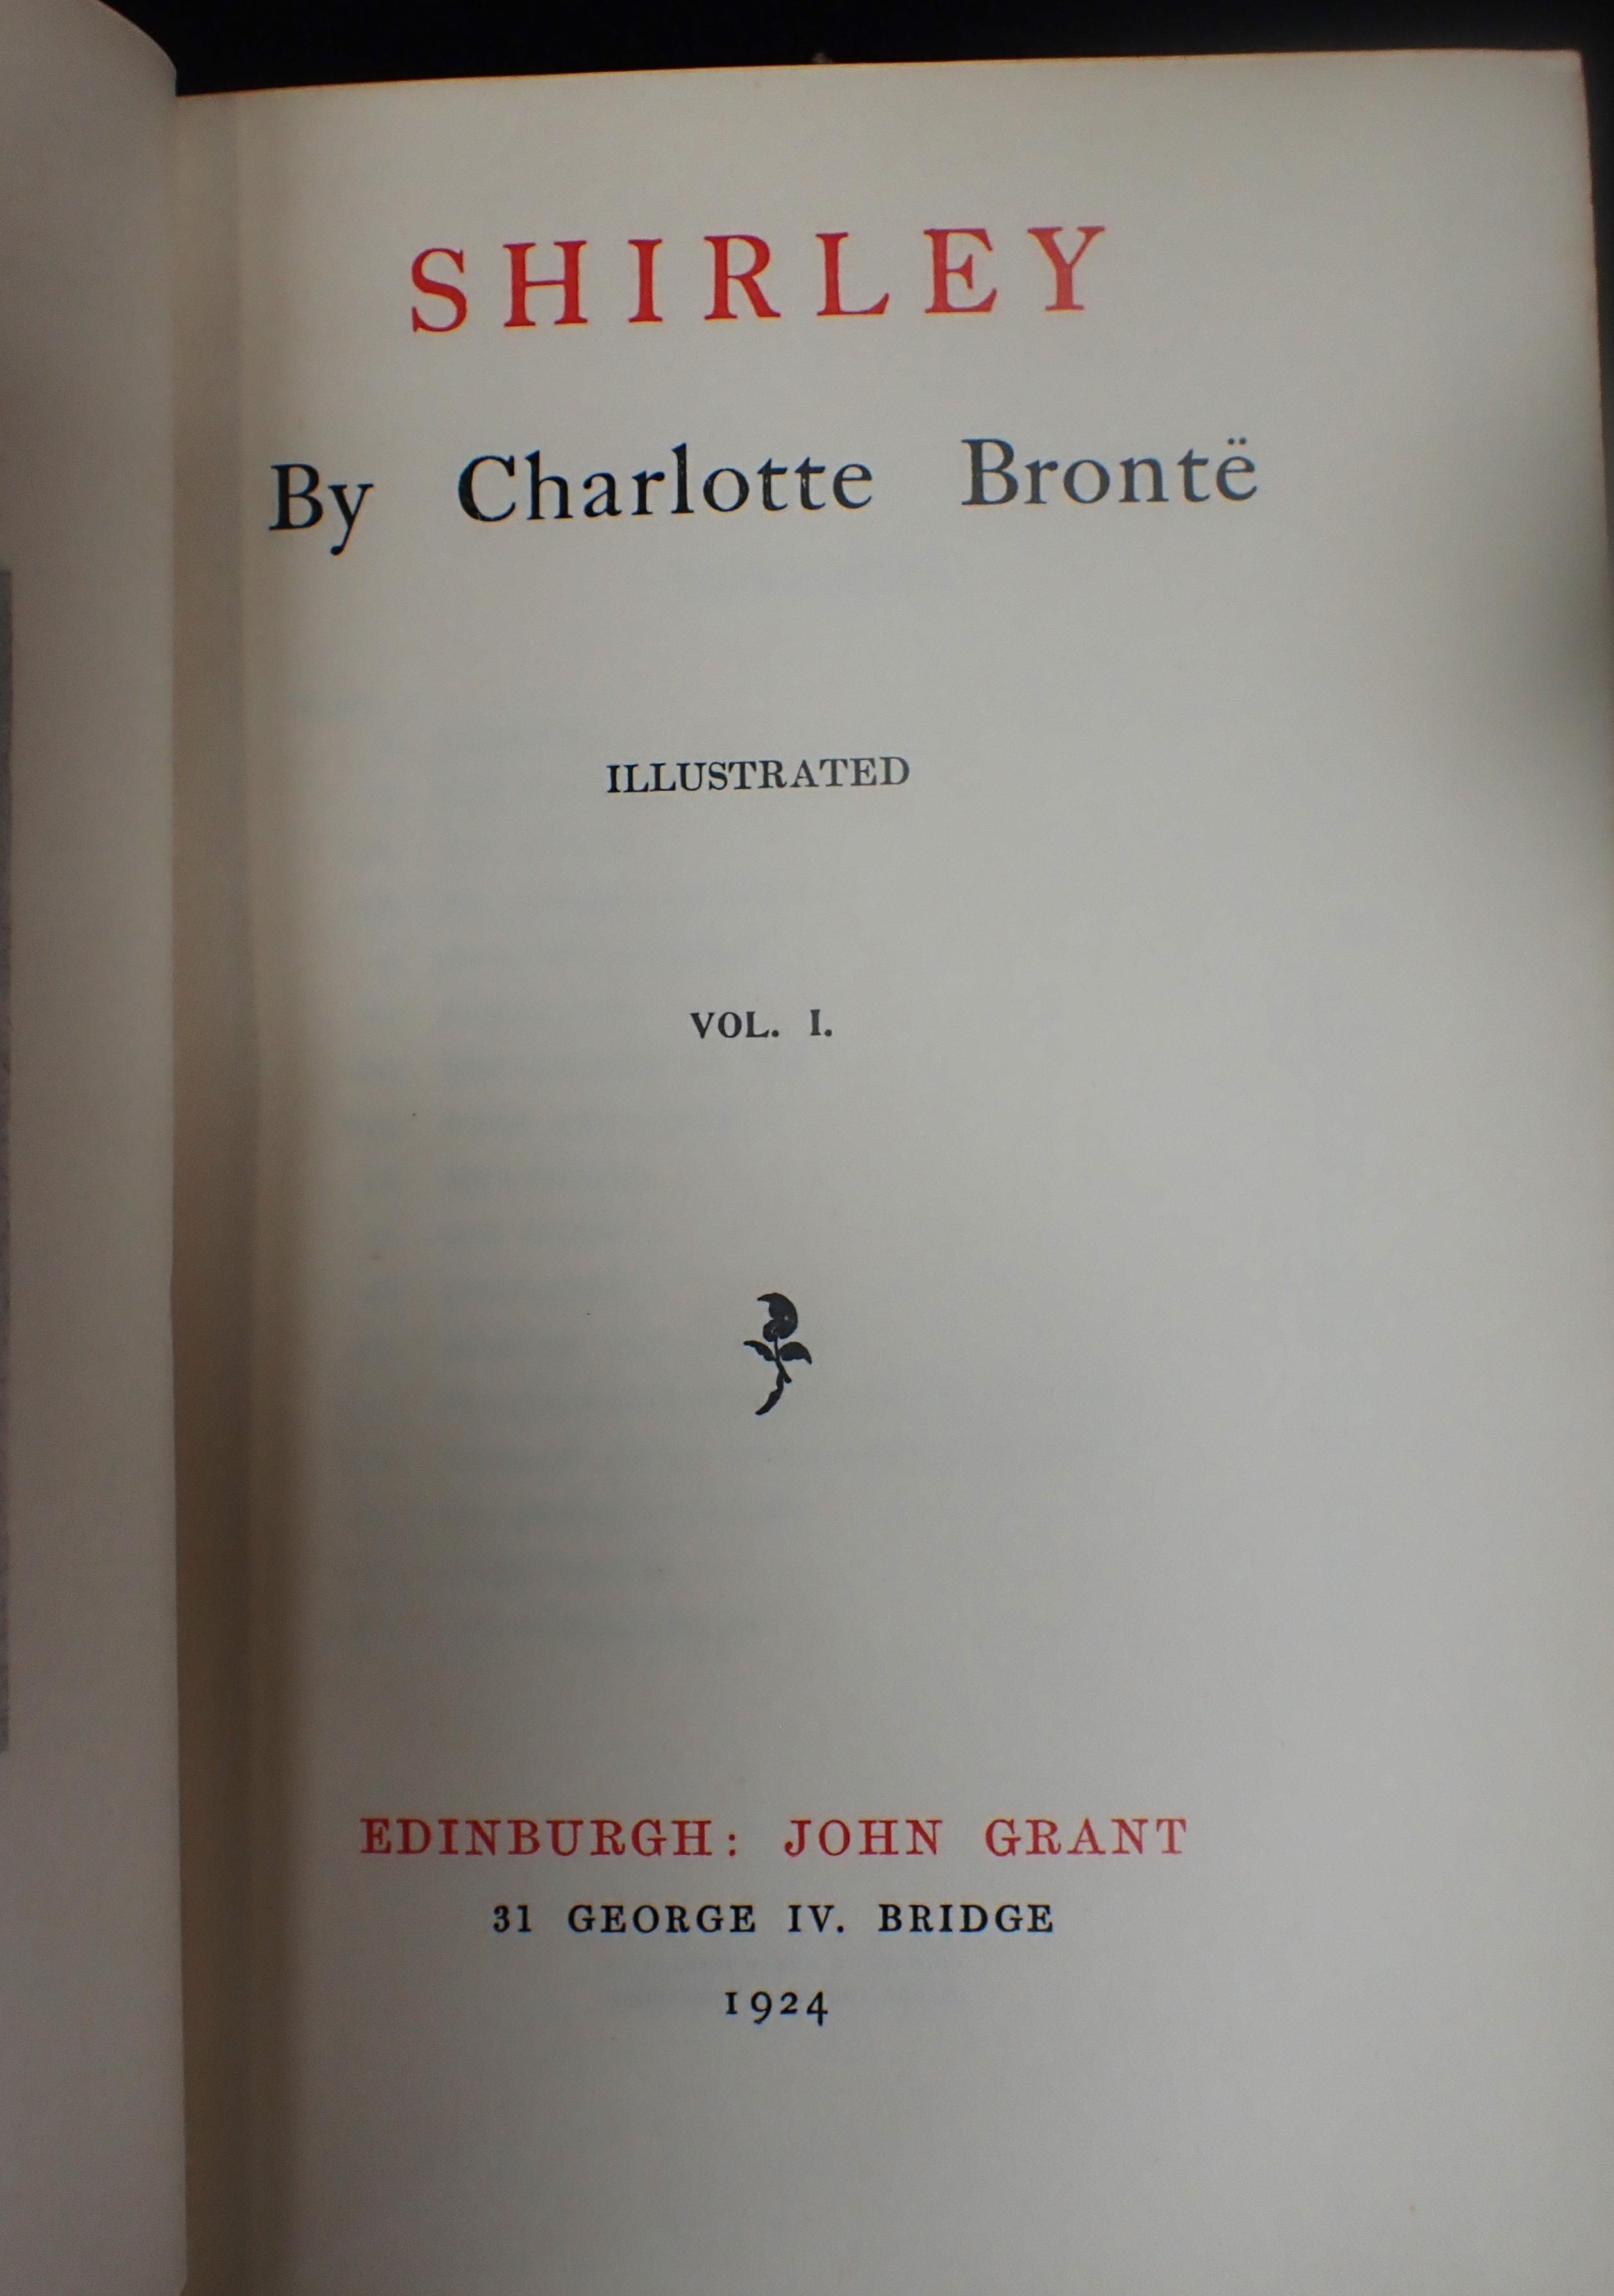 SHIRLEY
By Charlotte Brontë
ILLUSTRATED
VOL. I.
EDINBURGH: JOHN GRANT
31 GEORGE IV. BRIDGE
1924